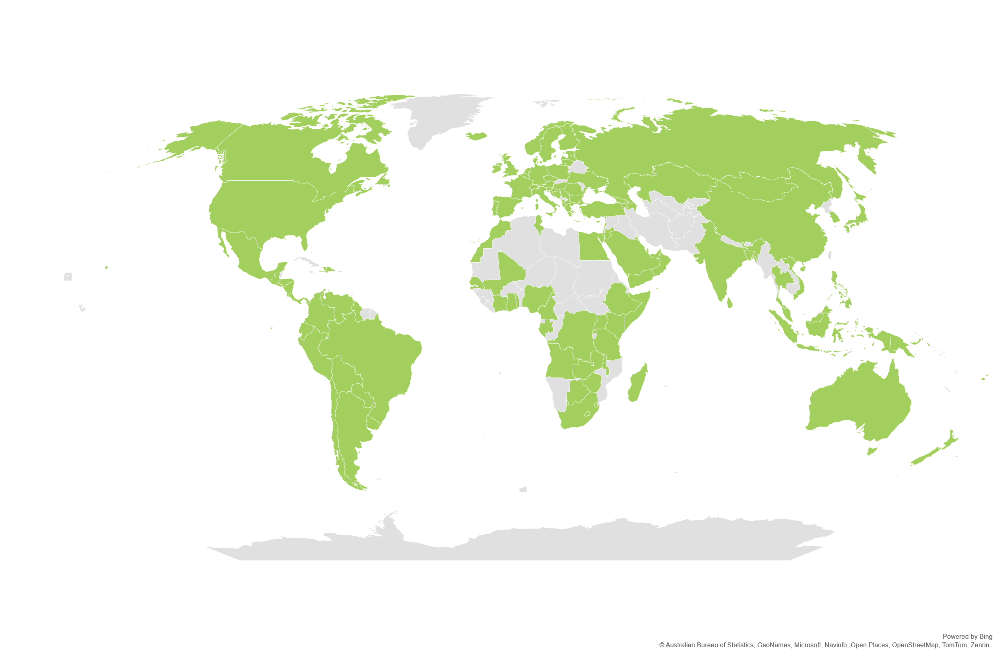 Powered by Bing
© Australian Bureau of Statistics, GeoNames, Microsoft, Navinfo, Open Places, OpenStreetMap, TomTom, Zenrin